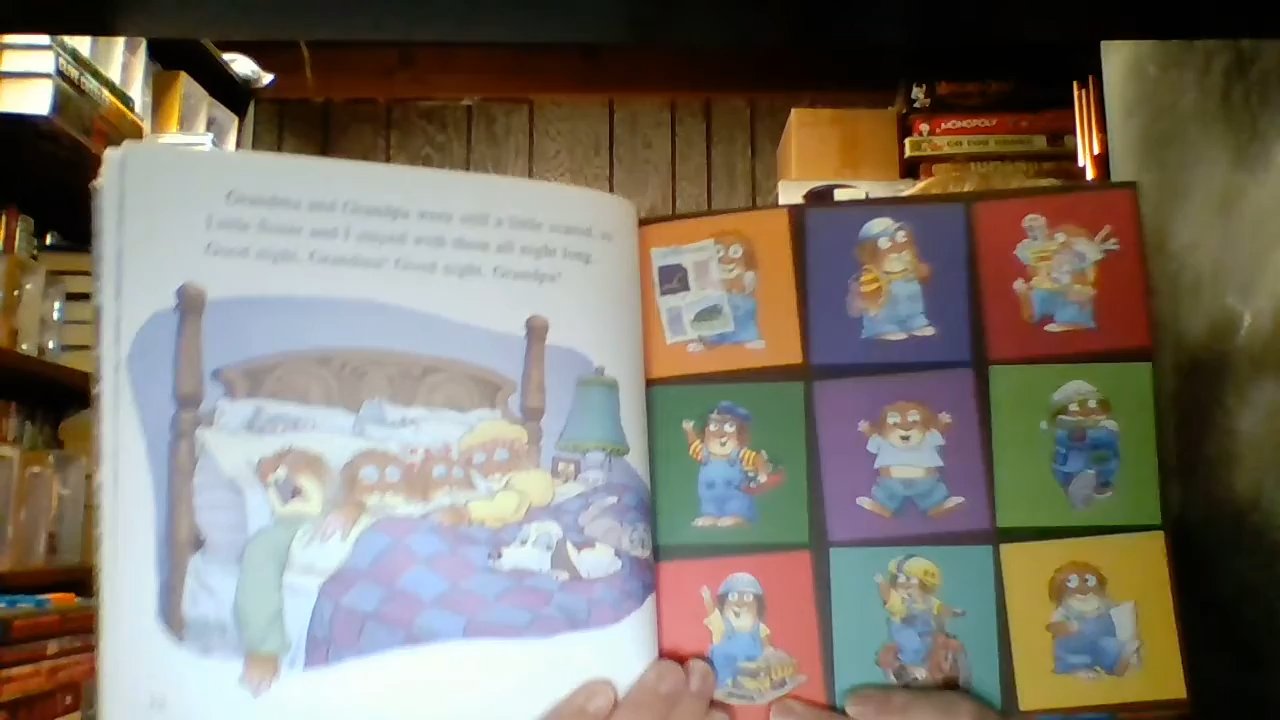 Grandma and Grandpa were still a little scared, so
Little Sister and I stayed with them all night long.
Good night, Grandma! Good night, Grandpa!
MONOPOLY